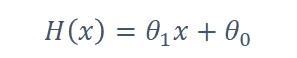 H(x) = θ₁x + θ₀